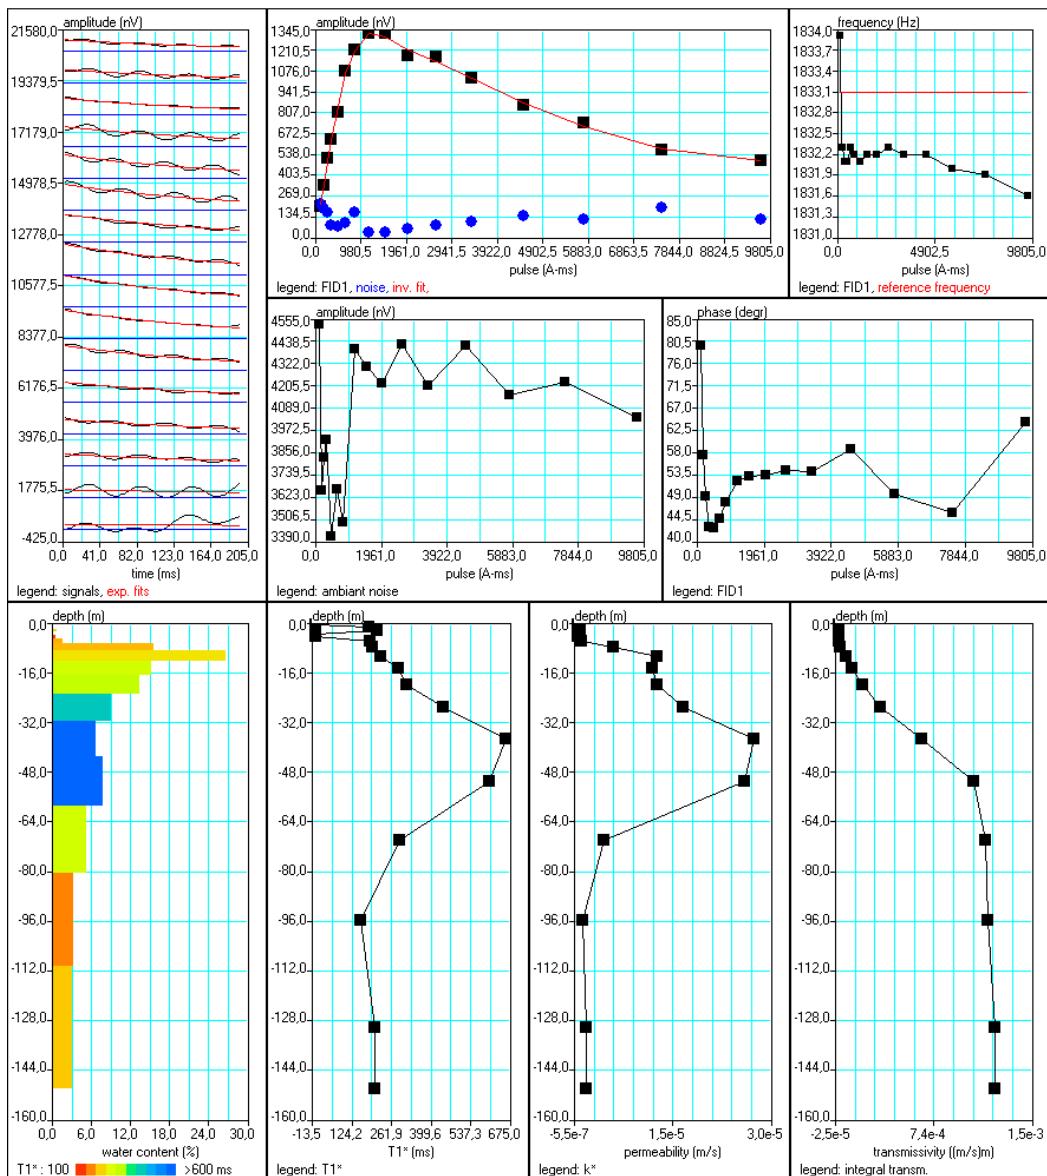 amplitude (nV)
21580,0
19379,5
17179,0
14978,5
12778,0
10577,5
8377,0
6176,5
3976,0
1775,5
-425,0
0,0 41,0 82,0 123,0 164,0 205,0
time (ms)
legend: signals, exp. fits
amplitude (nV)
1345,0
1210,5
1076,0
941,5
807,0
672,5
538,0
403,5
269,0
134,5
0,0
0,0 980,5 1961,0 2941,5 3922,0 4902,5 5883,0 6863,5 7844,0 8824,5 9805,0
pulse (A-ms)
legend: FID1, noise, inv. fit,
frequency (Hz)
1834,0
1833,7
1833,4
1833,1
1832,8
1832,5
1832,2
1831,9
1831,6
1831,3
1831,0
0,0 4902,5 9805,0
pulse (A-ms)
legend: FID1, reference frequency
amplitude (nV)
4555,0
4438,5
4322,0
4205,5
4089,0
3972,5
3856,0
3739,5
3623,0
3506,5
3390,0
0,0 1961,0 3922,0 5883,0 7844,0 9805,0
pulse (A-ms)
legend: ambiant noise
phase (degr)
85,0
80,5
76,0
71,5
67,0
62,5
58,0
53,5
49,0
44,5
40,0
0,0 1961,0 3922,0 5883,0 7844,0 9805,0
pulse (A-ms)
legend: FID1
depth (m)
0,0
-16,0
-32,0
-48,0
-64,0
-80,0
-96,0
-112,0
-128,0
-144,0
-160,0
0,0 6,0 12,0 18,0 24,0 30,0
water content (%)
T1* : 100 >600 ms
depth (m)
0,0
-16,0
-32,0
-48,0
-64,0
-80,0
-96,0
-112,0
-128,0
-144,0
-160,0
-13,5 124,2 261,9 399,6 537,3 675,0
T1* (ms)
legend: T1*
depth (m)
0,0
-16,0
-32,0
-48,0
-64,0
-80,0
-96,0
-112,0
-128,0
-144,0
-160,0
-5,5e-7 1,5e-5 3,0e-5
permeability (m/s)
legend: k*
depth (m)
0,0
-16,0
-32,0
-48,0
-64,0
-80,0
-96,0
-112,0
-128,0
-144,0
-160,0
-2,5e-5 7,4e-4 1,5e-3
transmissivity ((m/s)m)
legend: integral transm.